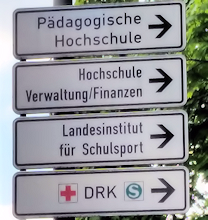 Pädagogische
Hochschule
Hochschule
Verwaltung/Finanzen
Landesinstitut
für Schulsport
DRK S